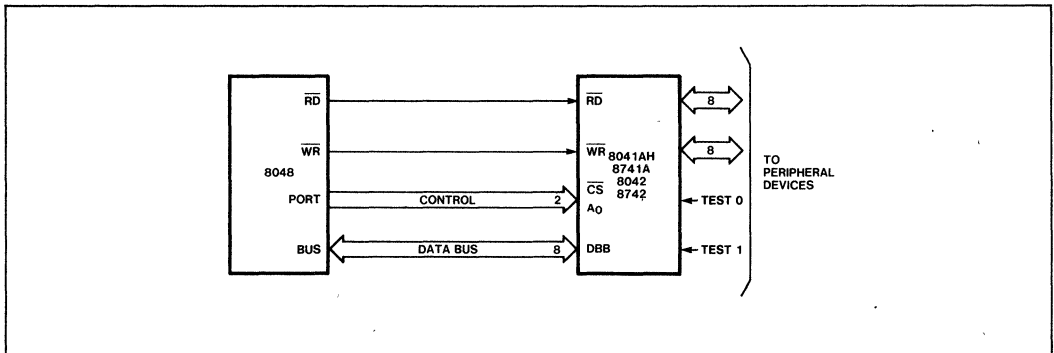 8048
RD
WR
PORT
BUS
CONTROL 2
DATA BUS 8
RD
WR
CS
A0
DBB
8041AH
8741A
8042
8742
8
8
TEST 0
TEST 1
TO
PERIPHERAL
DEVICES